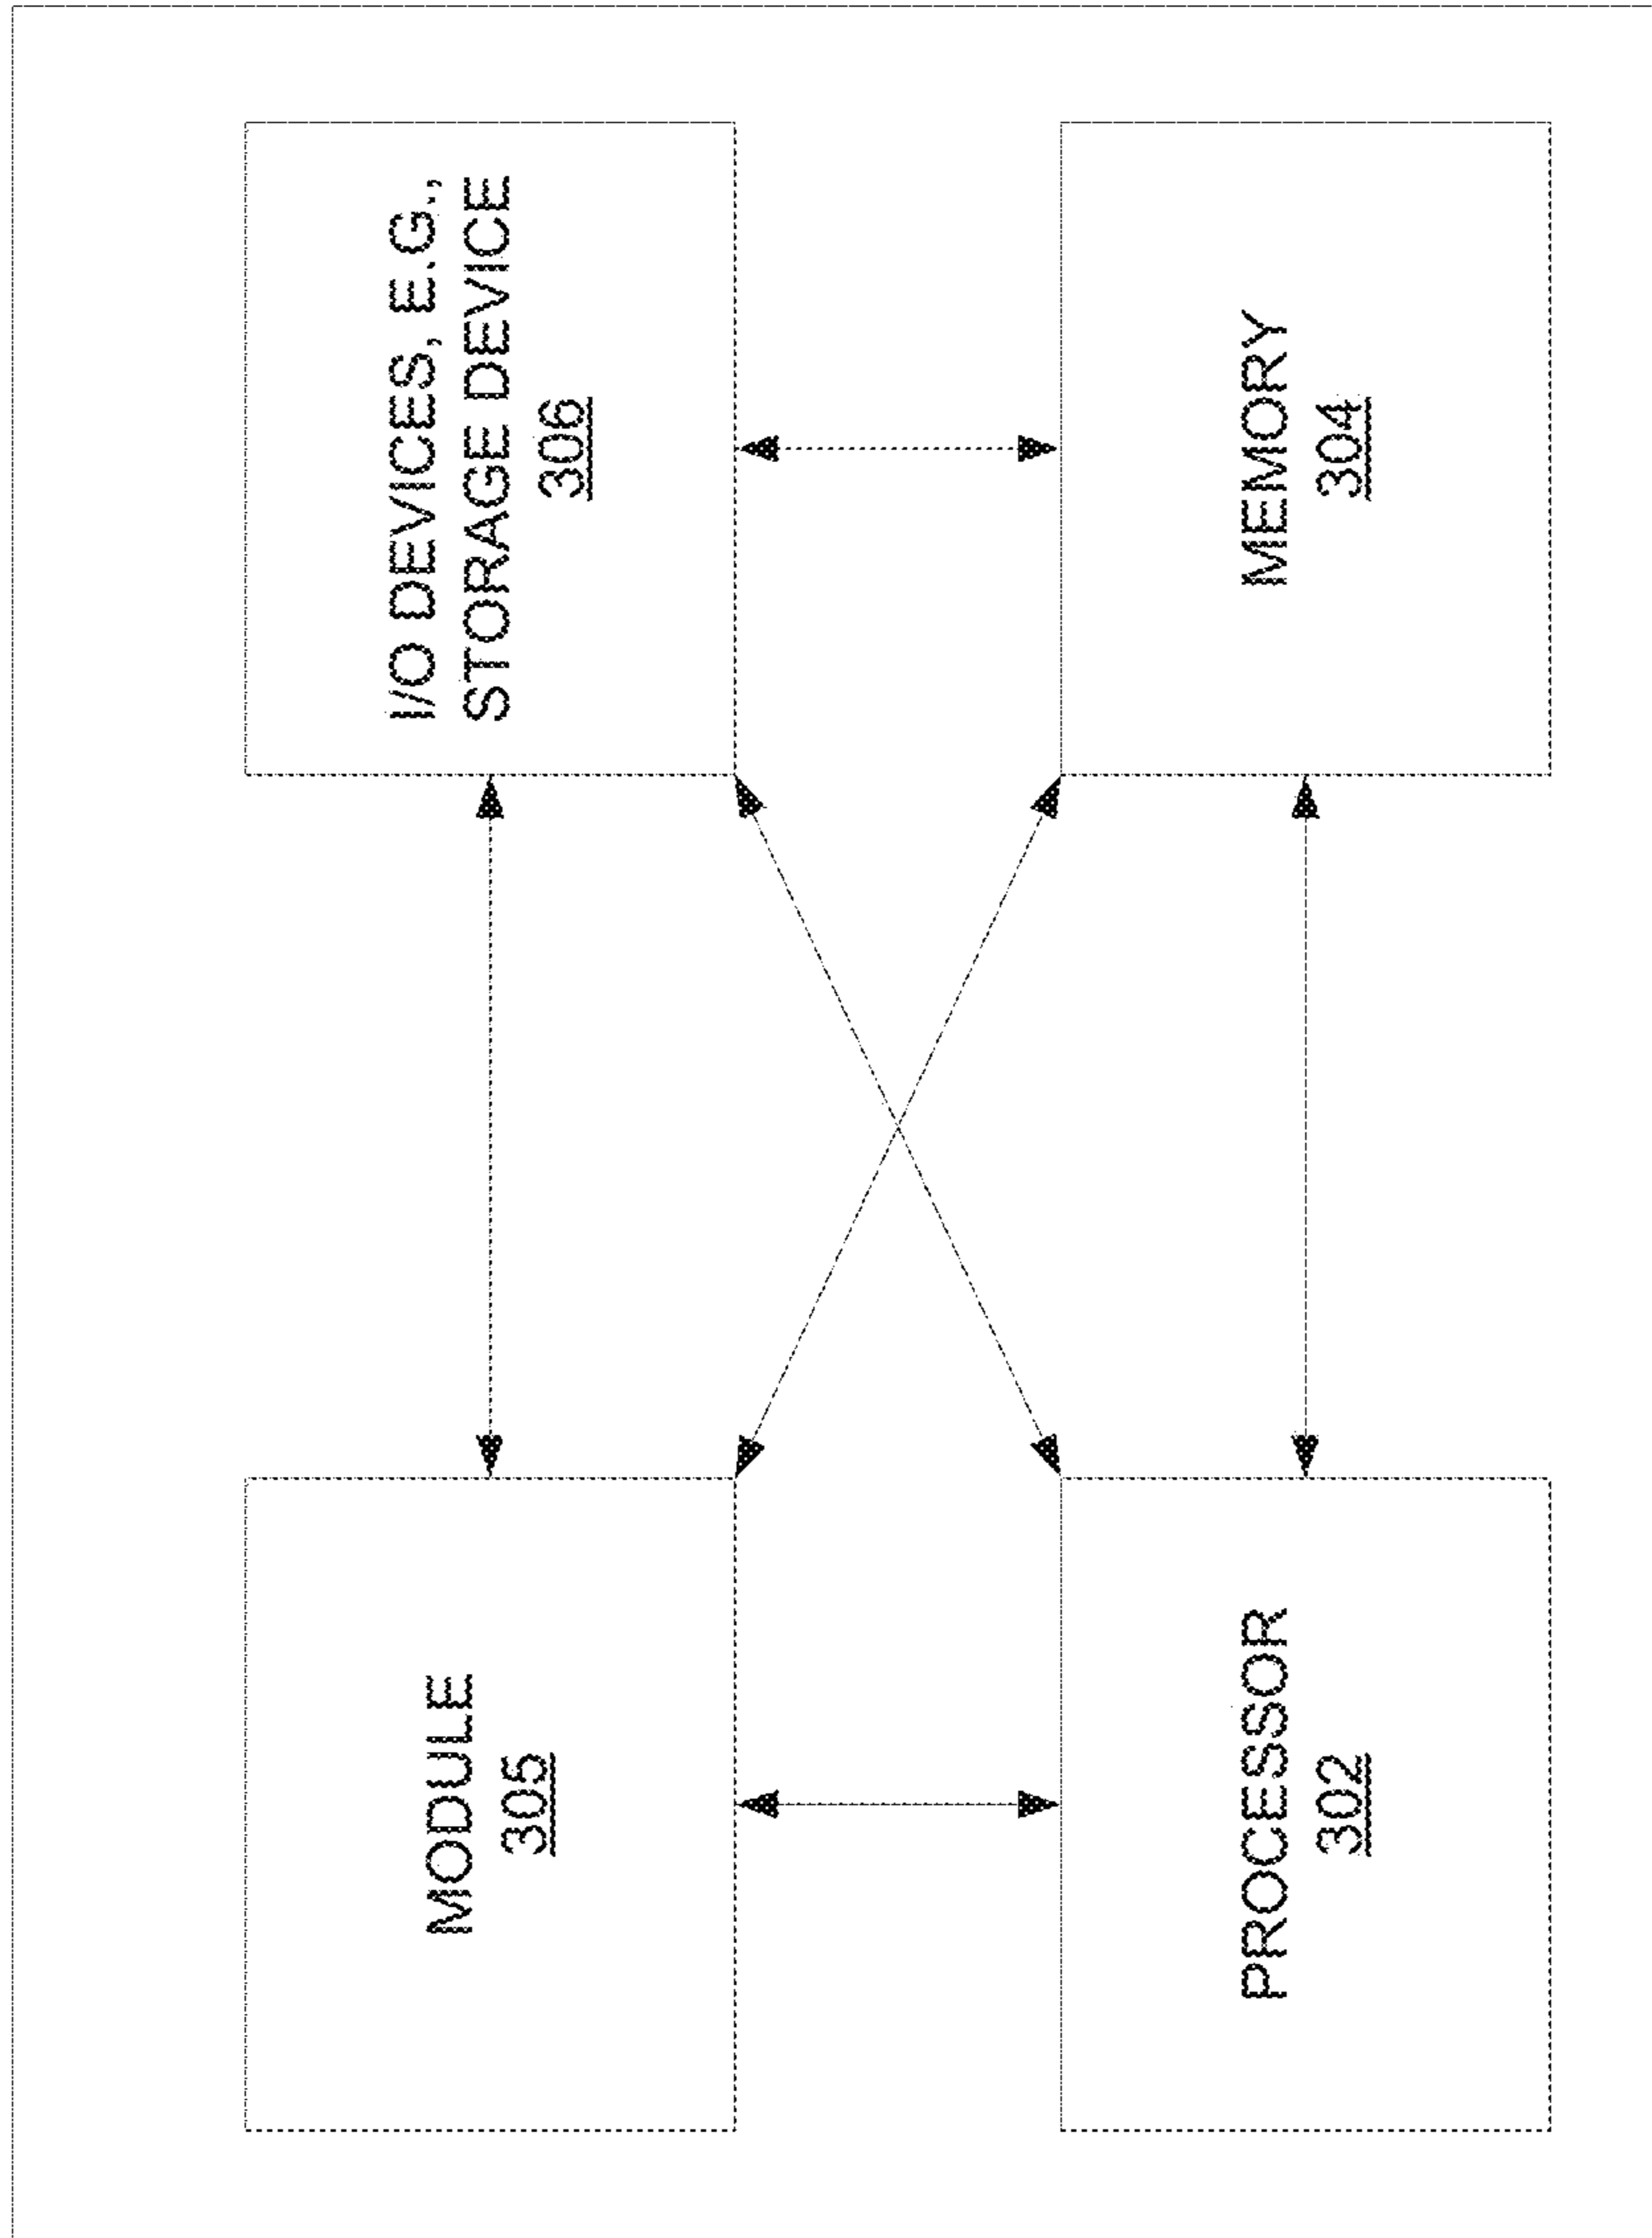 MODULE
305
I/O DEVICES, E.G.,
STORAGE DEVICE
306
PROCESSOR
302
MEMORY
304